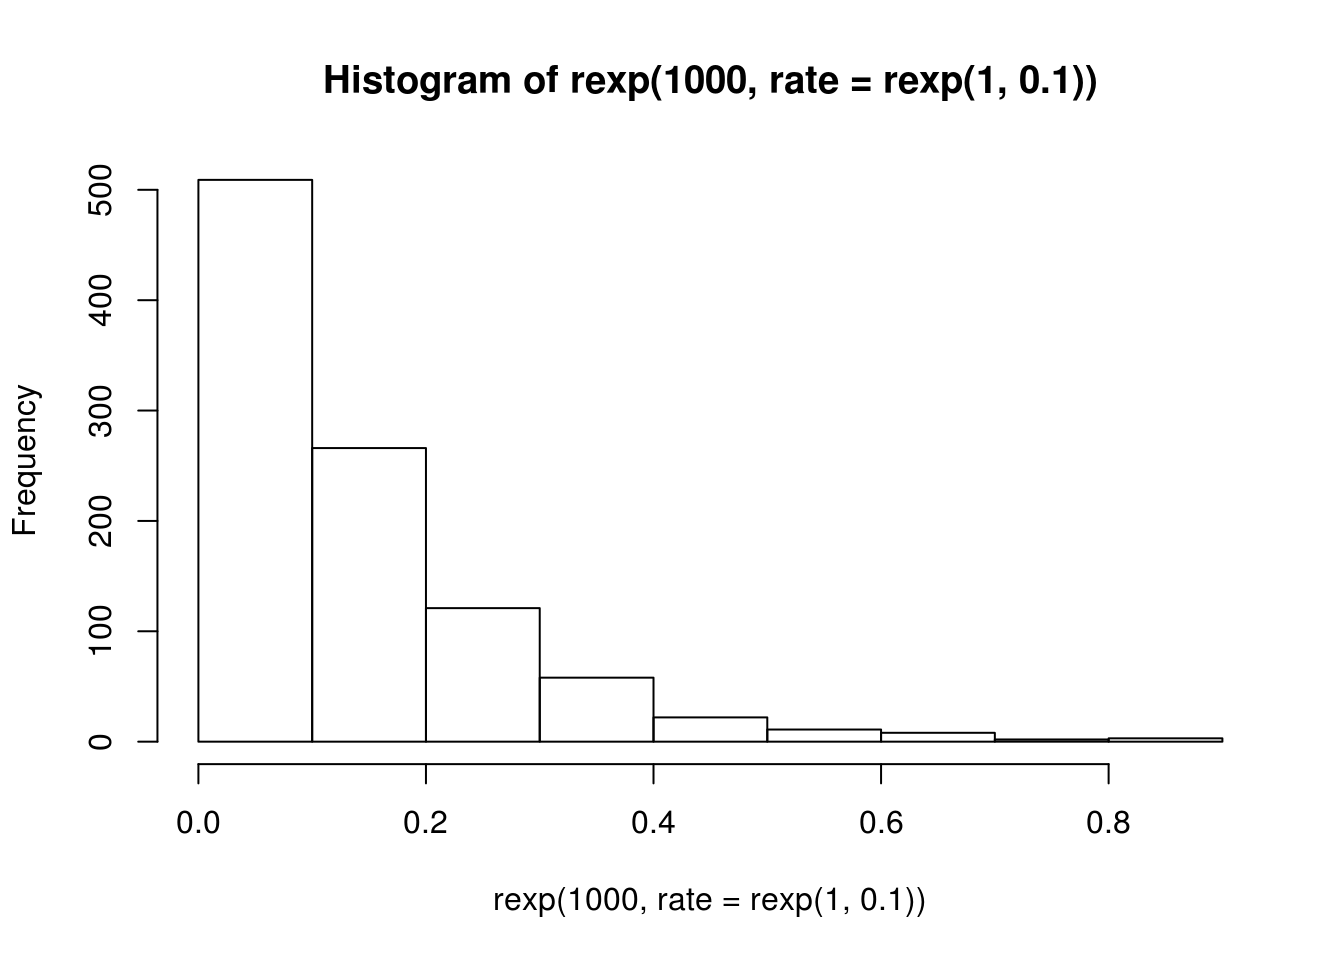 Histogram of rexp(1000, rate = rexp(1, 0.1))
Frequency
500
400
300
200
100
0
0.0 0.2 0.4 0.6 0.8
rexp(1000, rate = rexp(1, 0.1))